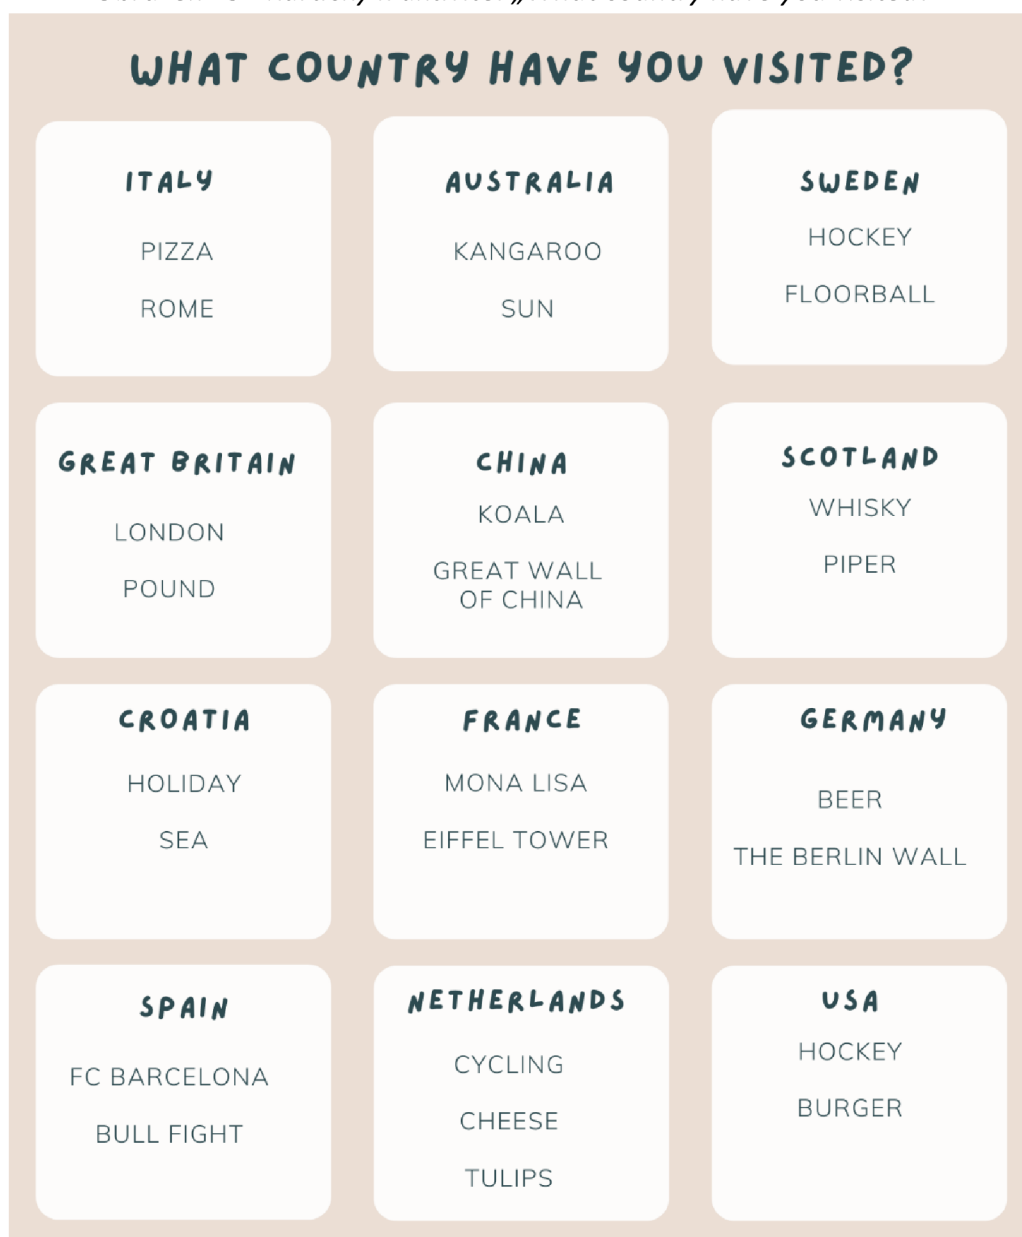 WHAT COUNTRY HAVE YOU VISITED?
ITALY
PIZZA
ROME
AUSTRALIA
KANGAROO
SUN
SWEDEN
HOCKEY
FLOORBALL
GREAT BRITAIN
LONDON
POUND
CHINA
KOALA
GREAT WALL
OF CHINA
SCOTLAND
WHISKY
PIPER
CROATIA
HOLIDAY
SEA
FRANCE
MONA LISA
EIFFEL TOWER
GERMANY
BEER
THE BERLIN WALL
SPAIN
FC BARCELONA
BULL FIGHT
NETHERLANDS
CYCLING
CHEESE
TULIPS
USA
HOCKEY
BURGER